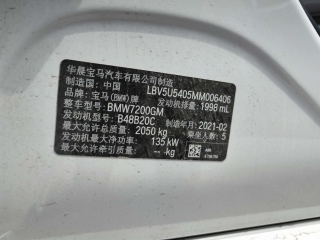 华晨宝马汽车有限公司 制造
制造国：中国 LBV5U5405MM006406
品牌：宝马(BMW)牌 发动机排量：1998 mL
整车型号：BMW7200GM
发动机型号：B48B20C 制造年月：2021-02
最大允许总质量：2050 kg 乘坐人数：5
发动机最大净功率：135 kW
最大允许牵引质量：-- -kg